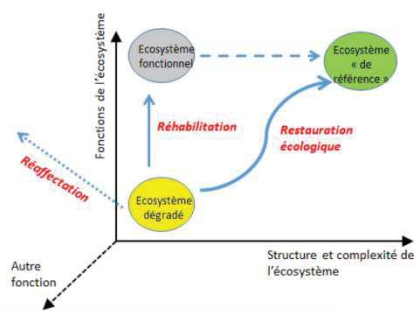 Fonctions de l'écosystème
Ecosystème
fonctionnel
Ecosystème
« de
référence »
Réhabilitation
Restauration
écologique
Réaffectation
Ecosystème
dégradé
Autre
fonction
Structure et complexité de
l'écosystème